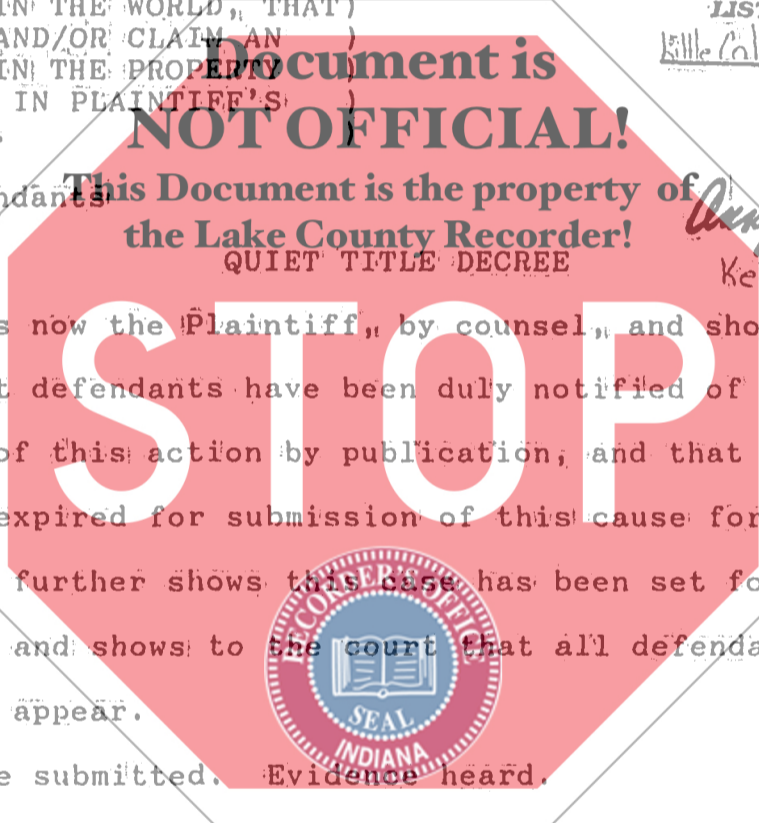 IN THE WORLD, THAT)
AND/OR CLAIM AN )
IN THE PROPERTY )
IN PLAINTIFF'S )
LIST
Document is
NOT OFFICIAL!
This Document is the property of
the Lake County Recorder!
QUIET TITLE DECREE
Ke
now the Plaintiff, by counsel, and sho
defendants have been duly notified of
of this action by publication, and that
expired for submission of this cause for
further shows this case has been set fo
and shows to the court that all defenda
appear.
submitted. Evidence heard.
STOP
RECORDER'S OFFICE
SEAL
INDIANA